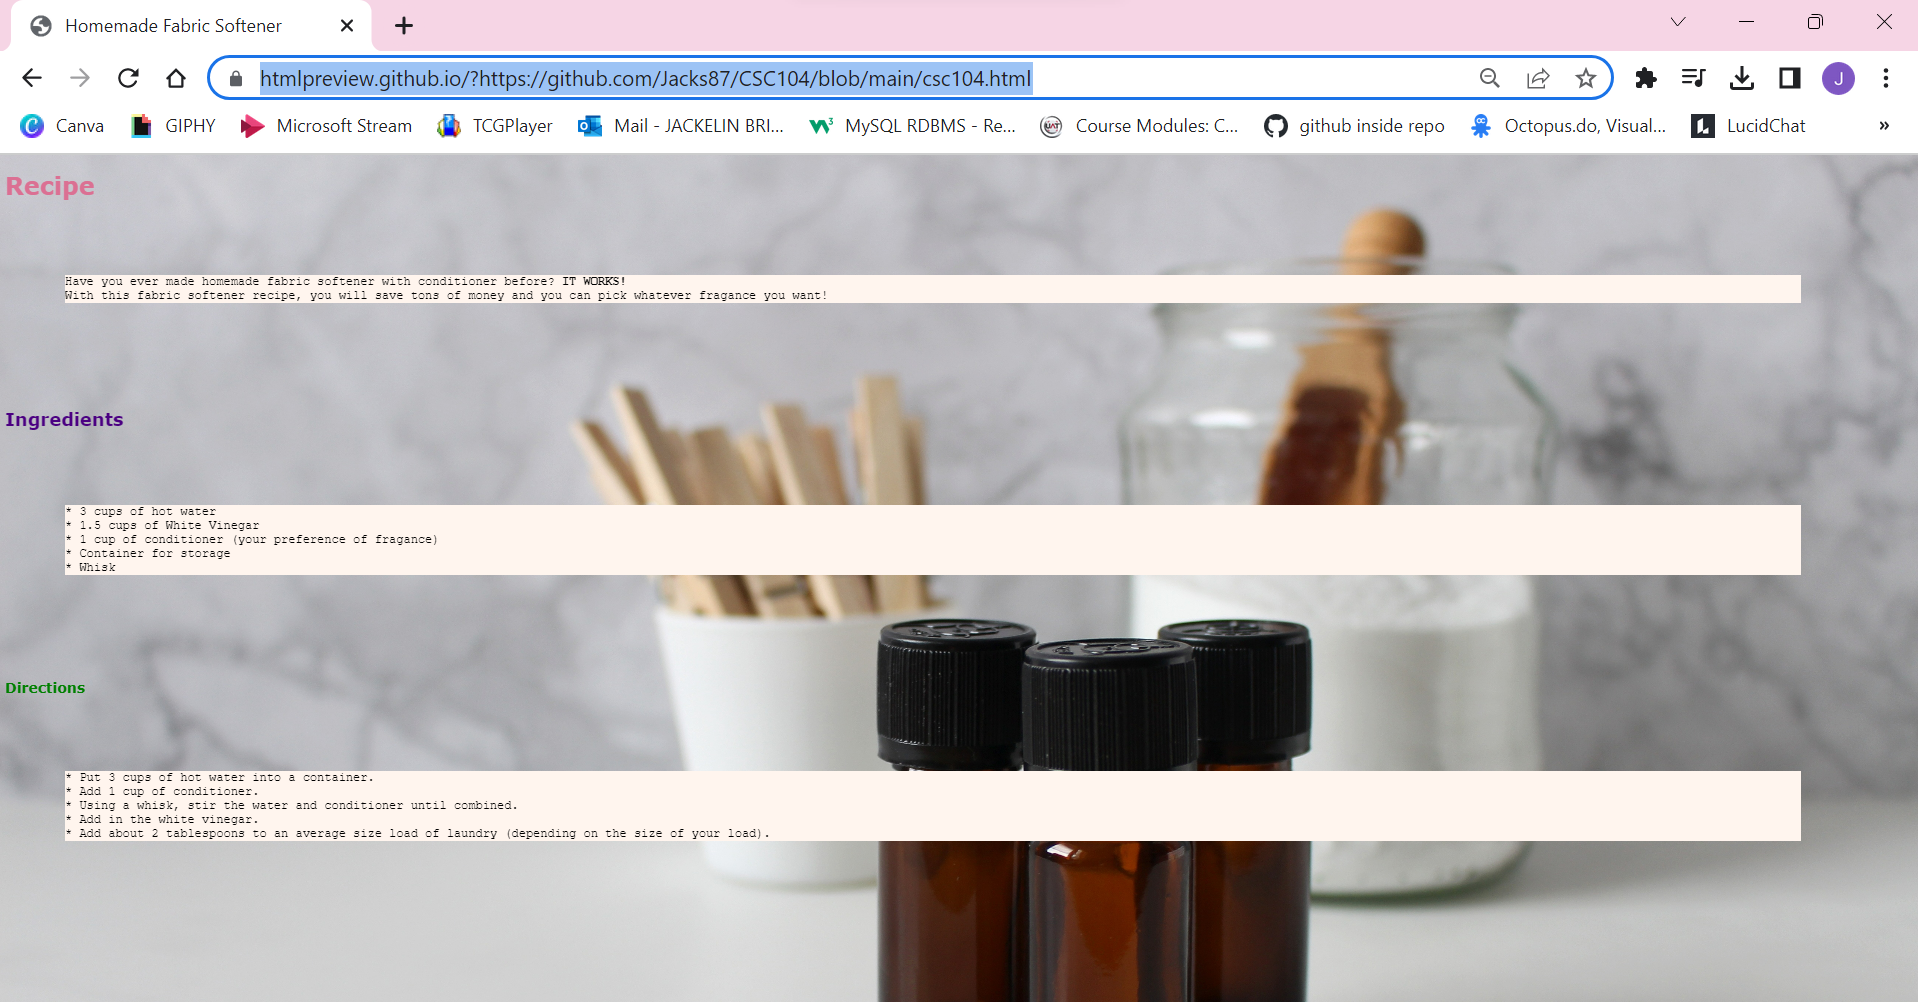 Homemade Fabric Softener
htmlpreview.github.io/?https://github.com/Jacks87/CSC104/blob/main/csc104.html
J
Canva
GIPHY
Microsoft Stream
TCGPlayer
Mail - JACKELIN BRI...
MySQL RDBMS - Re...
Course Modules: C...
github inside repo
Octopus.do, Visual...
LucidChat
»
Recipe
Have you ever made homemade fabric softener with conditioner before? IT WORKS!
With this fabric softener recipe, you will save tons of money and you can pick whatever fragance you want!
Ingredients
* 3 cups of hot water
* 1.5 cups of White Vinegar
* 1 cup of conditioner (your preference of fragance)
* Container for storage
* Whisk
Directions
* Put 3 cups of hot water into a container.
* Add 1 cup of conditioner.
* Using a whisk, stir the water and conditioner until combined.
* Add in the white vinegar.
* Add about 2 tablespoons to an average size load of laundry (depending on the size of your load).